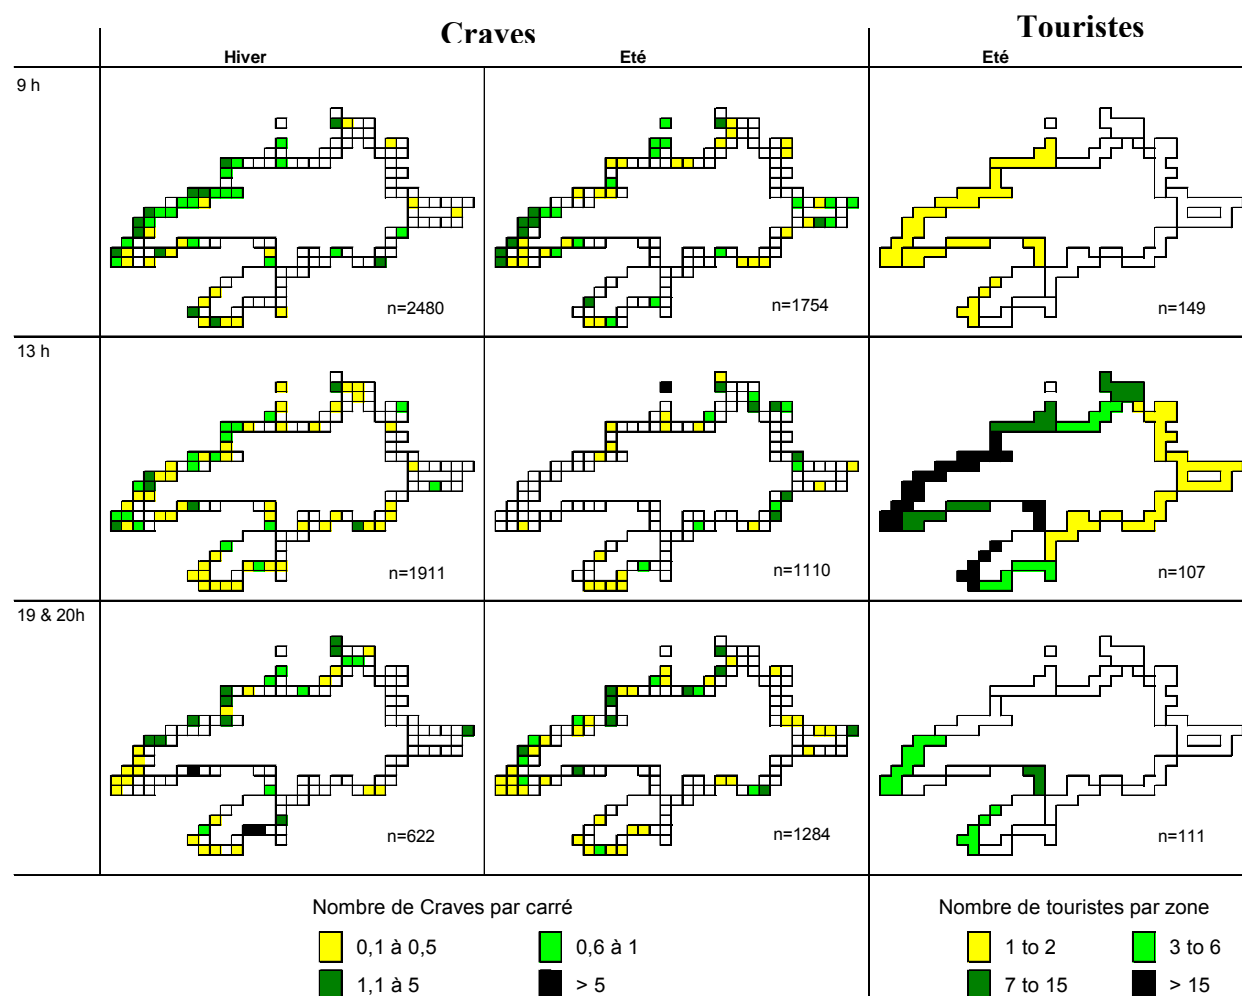 Craves
Touristes
Hiver
Eté
Eté
9 h
n=2480
n=1754
n=149
13 h
n=1911
n=1110
n=107
19 & 20h
n=622
n=1284
n=111
Nombre de Craves par carré
Nombre de touristes par zone
0,1 à 0,5
0,6 à 1
1 to 2
3 to 6
1,1 à 5
> 5
7 to 15
> 15